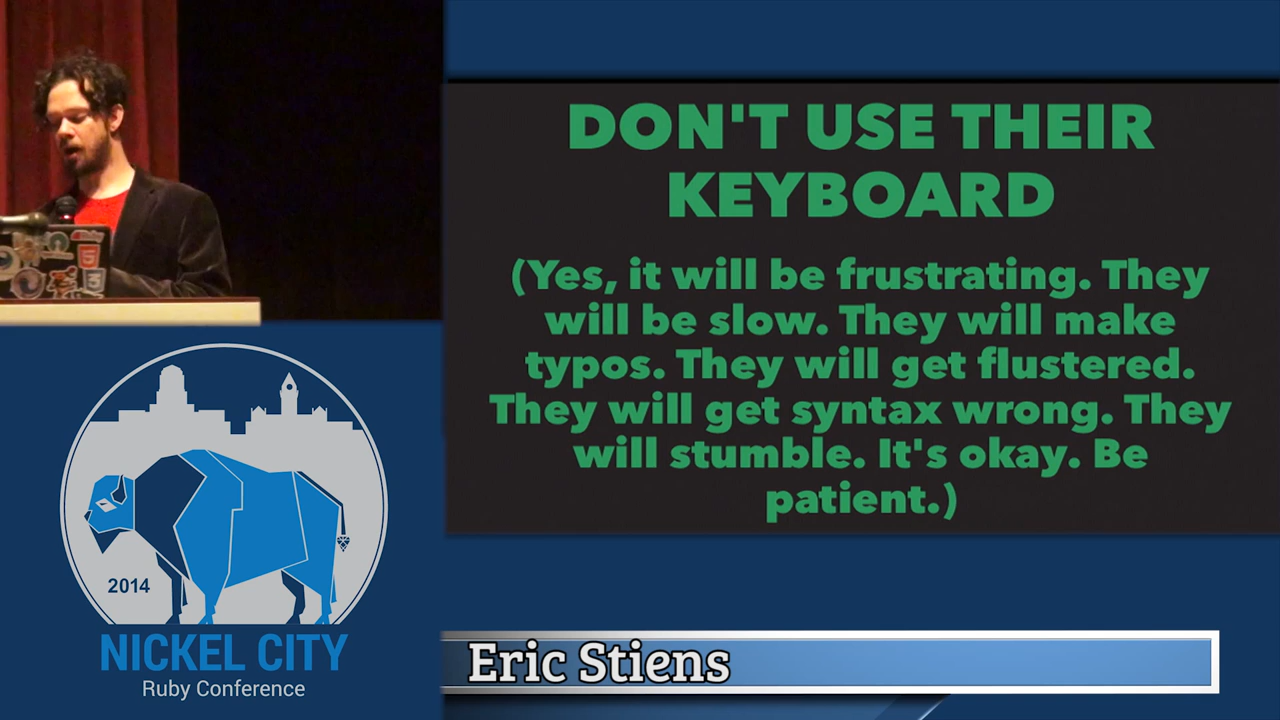 DON'T USE THEIR
KEYBOARD
(Yes, it will be frustrating. They
will be slow. They will make
typos. They will get flustered.
They will get syntax wrong. They
will stumble. It's okay. Be
patient.)
2014
NICKEL CITY
Ruby Conference
Eric Stiens